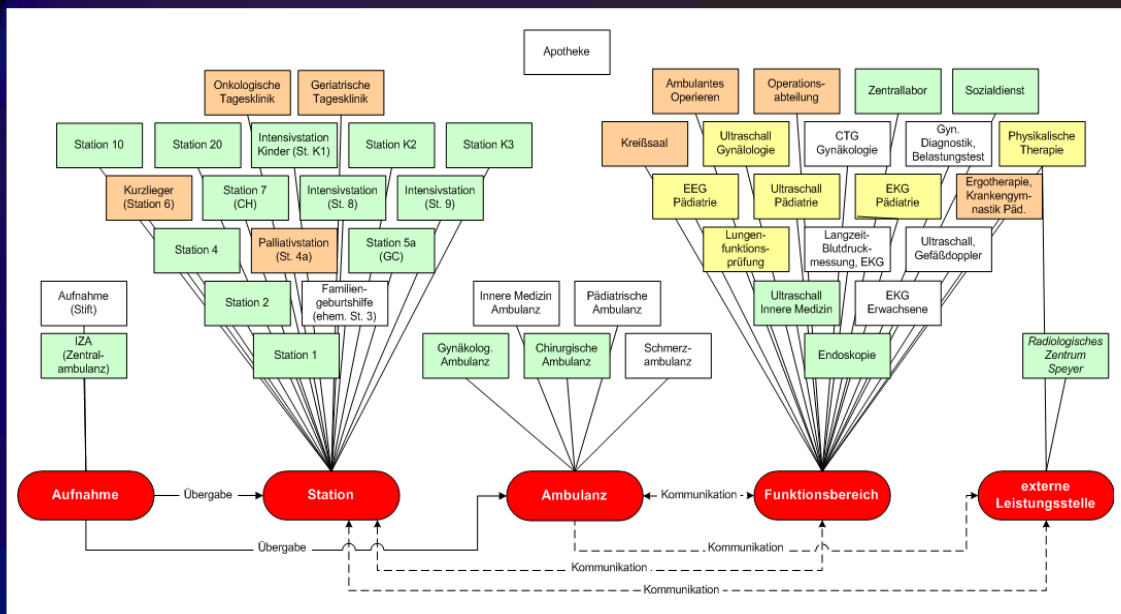 Apotheke
Onkologische
Tagesklinik
Geriatrische
Tagesklinik
Ambulantes
Operieren
Operations-
abteilung
Zentrallabor
Sozialdienst
Station 10
Station 20
Intensivstation
Kinder (St. K1)
Station K2
Station K3
Kreißsaal
Ultraschall
Gynälologie
CTG
Gynäkologie
Gyn.
Diagnostik,
Belastungstest
Physikalische
Therapie
Kurzlieger
(Station 6)
Station 7
(CH)
Intensivstation
(St. 8)
Intensivstation
(St. 9)
EEG
Pädiatrie
Ultraschall
Pädiatrie
EKG
Pädiatrie
Ergotherapie,
Krankengym-
nastik Päd.
Station 4
Palliativstation
(St. 4a)
Station 5a
(GC)
Lungen-
funktions-
prüfung
Langzeit-
Blutdruck-
messung, EKG
Ultraschall,
Gefäßdoppler
Aufnahme
(Stift)
Station 2
Familien-
geburtshilfe
(ehem. St. 3)
Innere Medizin
Ambulanz
Pädiatrische
Ambulanz
Ultraschall
Innere Medizin
EKG
Erwachsene
IZA
(Zentral-
ambulanz)
Station 1
Gynäkolog.
Ambulanz
Chirurgische
Ambulanz
Schmerz-
ambulanz
Endoskopie
Radiologisches
Zentrum
Speyer
Aufnahme
Übergabe
Station
Ambulanz
Kommunikation
Funktionsbereich
externe
Leistungsstelle
Übergabe
Kommunikation
Kommunikation
Kommunikation